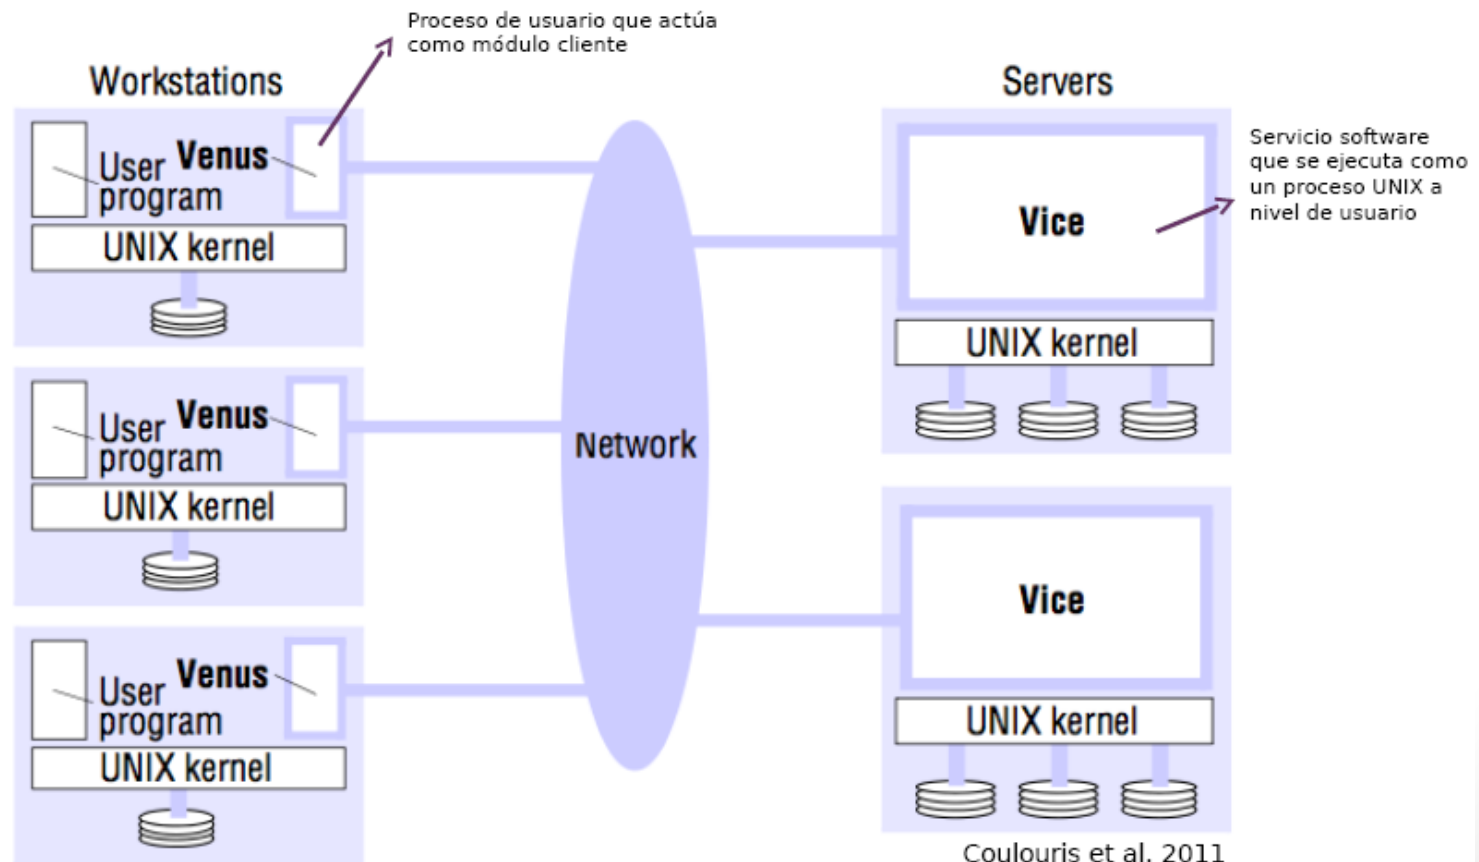 Proceso de usuario que actúa
como módulo cliente
Workstations
User
program
Venus
UNIX kernel
User
program
Venus
UNIX kernel
User
program
Venus
UNIX kernel
Network
Servers
Vice
UNIX kernel
Servicio software
que se ejecuta como
un proceso UNIX a
nivel de usuario
Vice
UNIX kernel
Coulouris et al. 2011